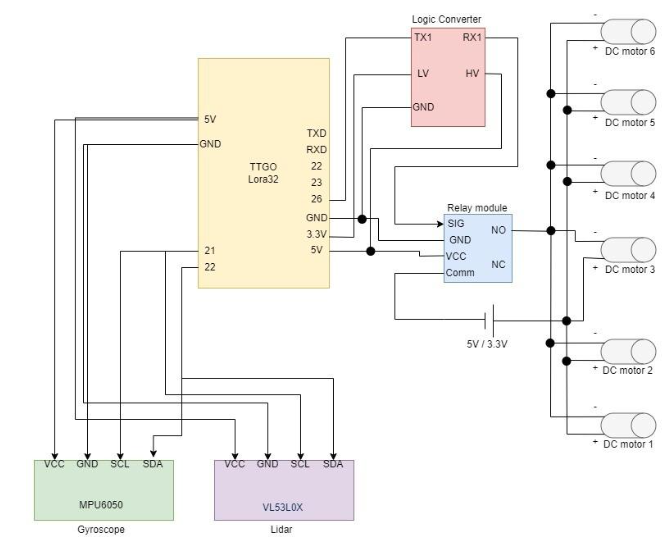 Logic Converter
TX1 RX1
LV HV
GND
- DC motor 6 +
- DC motor 5 +
- DC motor 4 +
- DC motor 3 +
- DC motor 2 +
- DC motor 1 +
5V
GND
TTGO
Lora32
TXD
RXD
22
23
26
GND
3.3V
5V
21
22
Relay module
SIG NO
GND
VCC NC
Comm
5V / 3.3V
VCC GND SCL SDA
MPU6050
Gyroscope
VCC GND SCL SDA
VL53L0X
Lidar